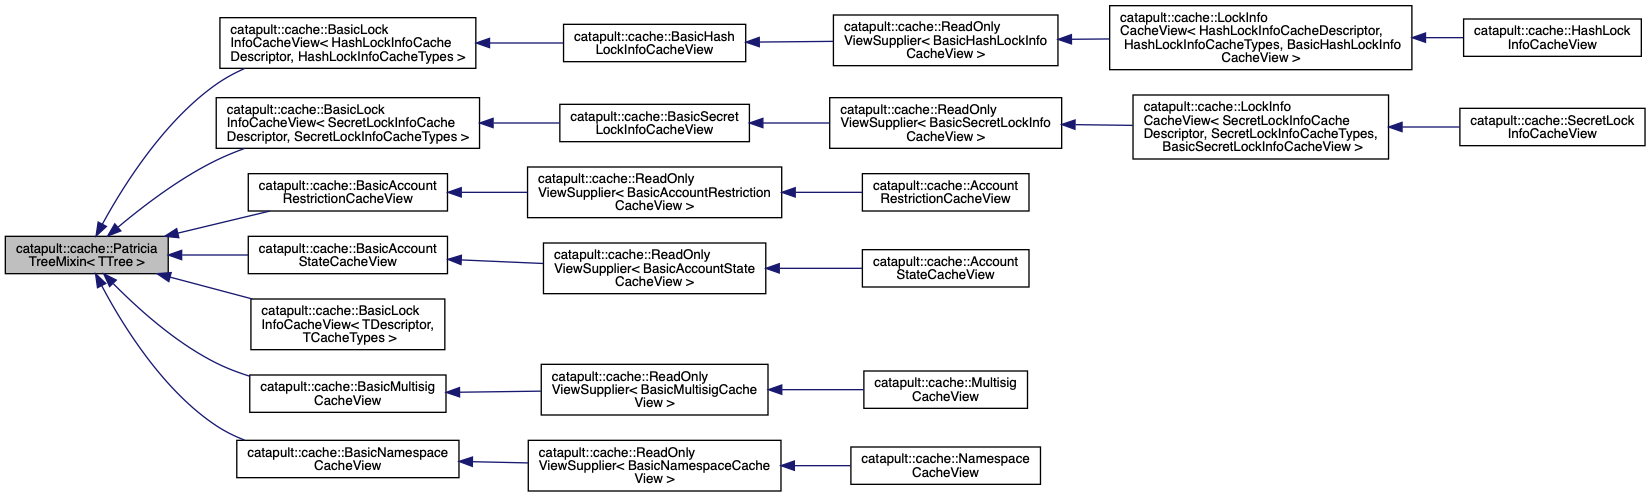 catapult::cache::BasicLock
InfoCacheView< HashLockInfoCache
Descriptor, HashLockInfoCacheTypes >
catapult::cache::BasicHash
LockInfoCacheView
catapult::cache::ReadOnly
ViewSupplier< BasicHashLockInfo
CacheView >
catapult::cache::LockInfo
CacheView< HashLockInfoCacheDescriptor,
HashLockInfoCacheTypes, BasicHashLockInfo
CacheView >
catapult::cache::HashLock
InfoCacheView
catapult::cache::BasicLock
InfoCacheView< SecretLockInfoCache
Descriptor, SecretLockInfoCacheTypes >
catapult::cache::BasicSecret
LockInfoCacheView
catapult::cache::ReadOnly
ViewSupplier< BasicSecretLockInfo
CacheView >
catapult::cache::LockInfo
CacheView< SecretLockInfoCache
Descriptor, SecretLockInfoCacheTypes,
BasicSecretLockInfoCacheView >
catapult::cache::SecretLock
InfoCacheView
catapult::cache::BasicAccount
RestrictionCacheView
catapult::cache::ReadOnly
ViewSupplier< BasicAccountRestriction
CacheView >
catapult::cache::Account
RestrictionCacheView
catapult::cache::Patricia
TreeMixin< TTree >
catapult::cache::BasicAccount
StateCacheView
catapult::cache::ReadOnly
ViewSupplier< BasicAccountState
CacheView >
catapult::cache::Account
StateCacheView
catapult::cache::BasicLock
InfoCacheView< TDescriptor,
TCacheTypes >
catapult::cache::BasicMultisig
CacheView
catapult::cache::ReadOnly
ViewSupplier< BasicMultisigCache
View >
catapult::cache::Multisig
CacheView
catapult::cache::BasicNamespace
CacheView
catapult::cache::ReadOnly
ViewSupplier< BasicNamespaceCache
View >
catapult::cache::Namespace
CacheView